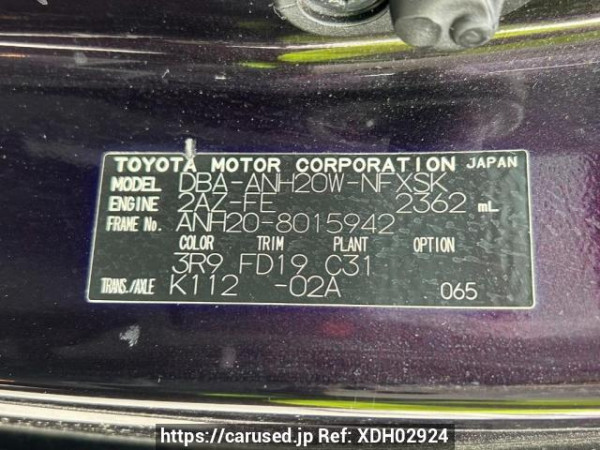 TOYOTA MOTOR CORPORATION JAPAN
MODEL DBA-ANH20W-NFXSK
ENGINE 2AZ-FE 2362 mL
FRAME No. ANH20-8015942
COLOR TRIM PLANT OPTION
3R9 FD19 C31
TRANS./AXLE K112 -02A 065
https://carused.jp Ref: XDH02924